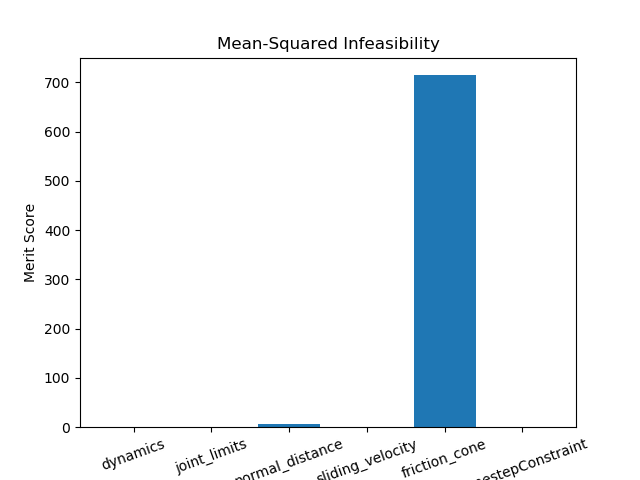 Mean-Squared Infeasibility
Merit Score
700
600
500
400
300
200
100
0
dynamics
joint_limits
normal_distance
sliding_velocity
friction_cone